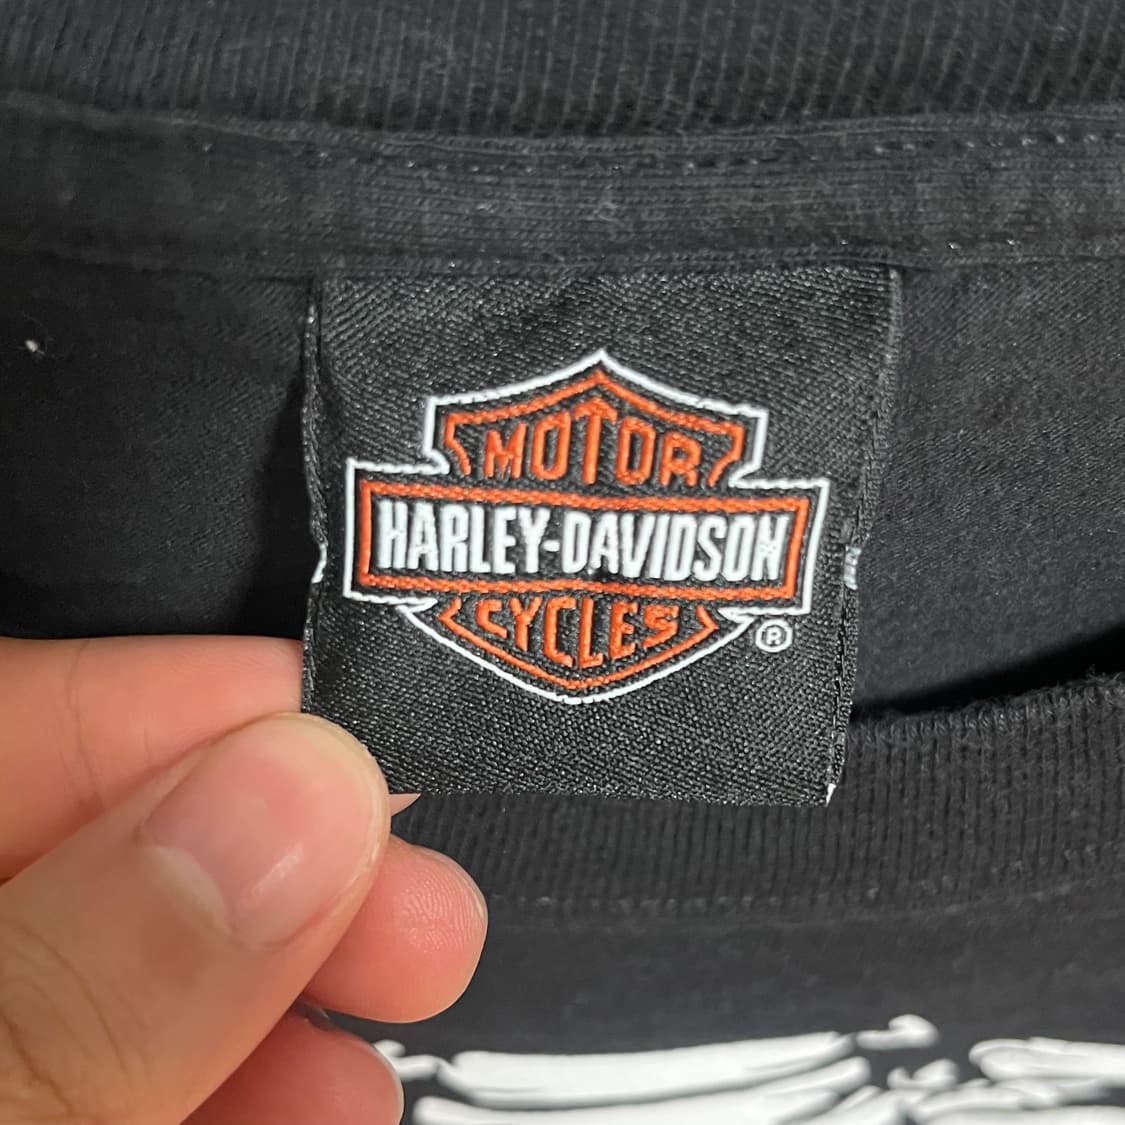 MOTOR
HARLEY-DAVIDSON
CYCLES
®